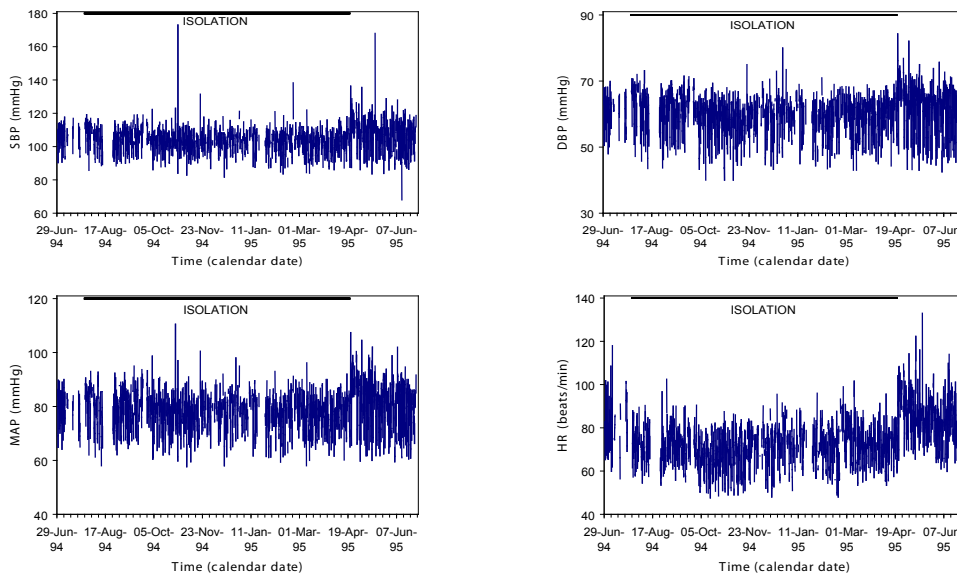 180
ISOLATION
160
140
120
100
80
60
SBP (mmHg)
29-Jun- 17-Aug- 05-Oct- 23-Nov- 11-Jan- 01-Mar- 19-Apr- 07-Jun-
94 94 94 94 95 95 95 95
Time (calendar date)
90
ISOLATION
70
50
30
DBP (mmHg)
29-Jun- 17-Aug- 05-Oct- 23-Nov- 11-Jan- 01-Mar- 19-Apr- 07-Jun-
94 94 94 94 95 95 95 95
Time (calendar date)
120
ISOLATION
100
80
60
40
MAP (mmHg)
29-Jun- 17-Aug- 05-Oct- 23-Nov- 11-Jan- 01-Mar- 19-Apr- 07-Jun-
94 94 94 94 95 95 95 95
Time (calendar date)
140
ISOLATION
120
100
80
60
40
HR (beats/min)
29-Jun- 17-Aug- 05-Oct- 23-Nov- 11-Jan- 01-Mar- 19-Apr- 07-Jun-
94 94 94 94 95 95 95 95
Time (calendar date)